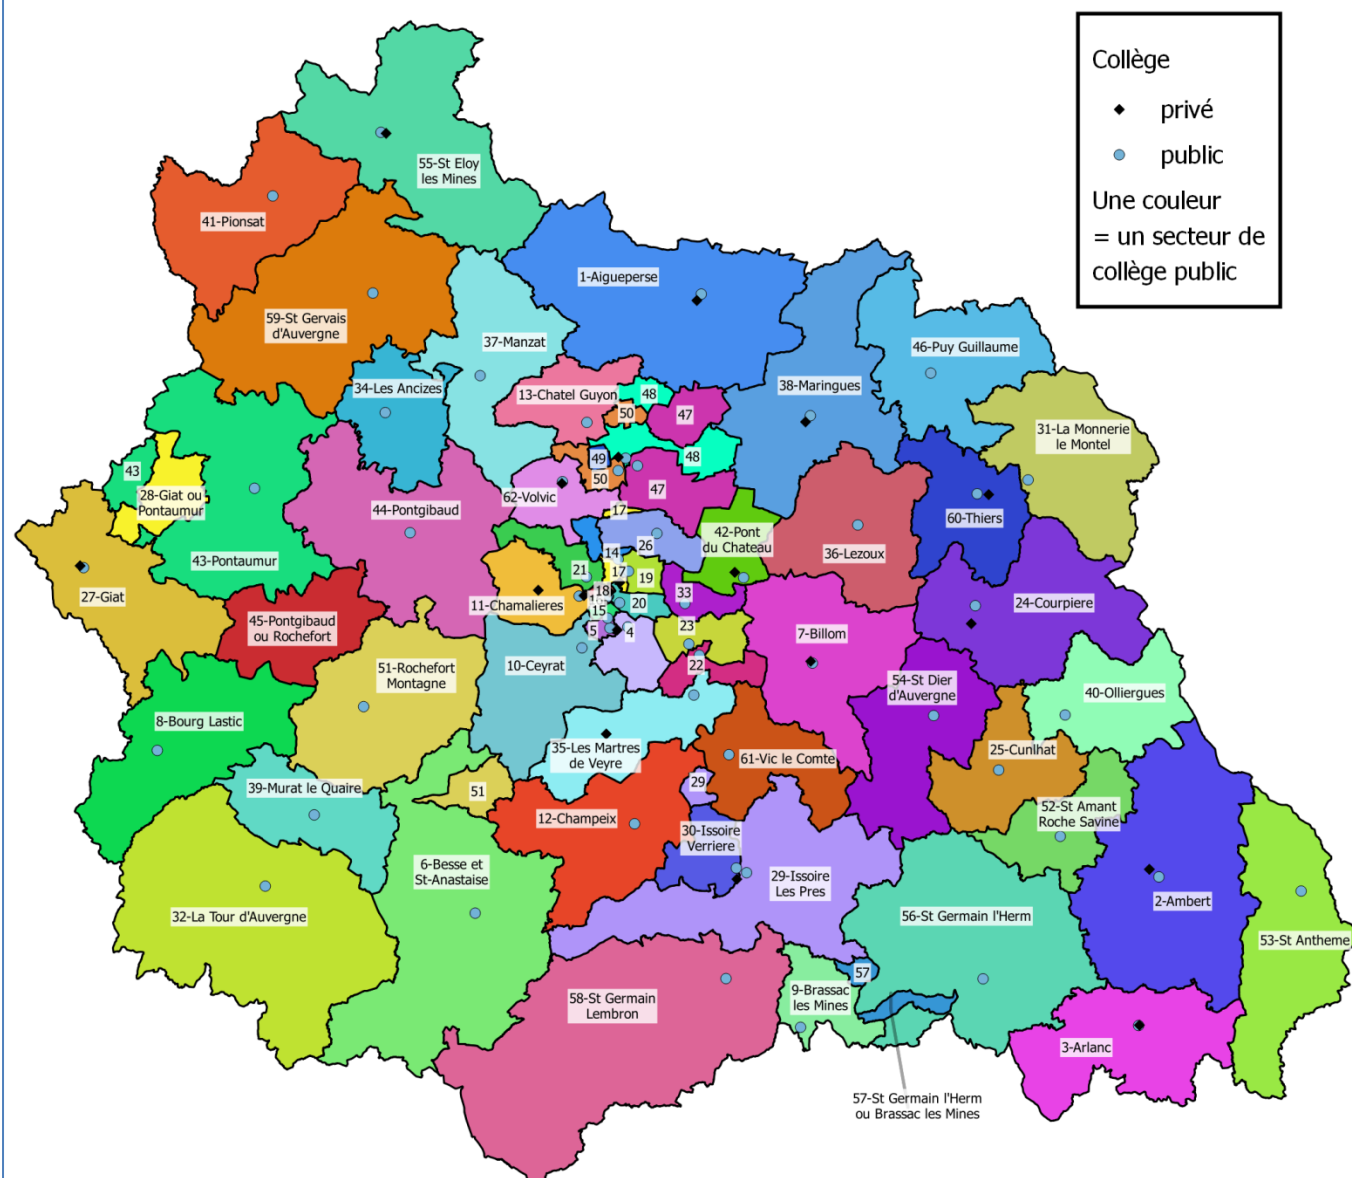 Collège
privé
public
Une couleur
= un secteur de
collège public
55-St Eloy
les Mines
41-Pionsat
1-Aigueperse
59-St Gervais
d'Auvergne
37-Manzat
46-Puy Guillaume
34-Les Ancizes
13-Chatel Guyon
48
38-Maringues
50
47
31-La Monnerie
le Montel
43
49
48
50
28-Giat ou
Pontaumur
62-Volvic
47
44-Pontgibaud
17
60-Thiers
42-Pont
du Chateau
36-Lezoux
26
14
43-Pontaumur
21
17
19
27-Giat
18
33
11-Chamalieres
20
24-Courpiere
15
45-Pontgibaud
ou Rochefort
5
4
23
7-Billom
10-Ceyrat
22
51-Rochefort
Montagne
54-St Dier
d'Auvergne
40-Olliergues
8-Bourg Lastic
35-Les Martres
de Veyre
61-Vic le Comte
25-Cunlhat
39-Murat le Quaire
51
29
52-St Amant
Roche Savine
12-Champeix
30-Issoire
Verriere
6-Besse et
St-Anastaise
29-Issoire
Les Pres
2-Ambert
32-La Tour d'Auvergne
56-St Germain l'Herm
53-St Antheme
57
9-Brassac
les Mines
58-St Germain
Lembron
3-Arlanc
57-St Germain l'Herm
ou Brassac les Mines